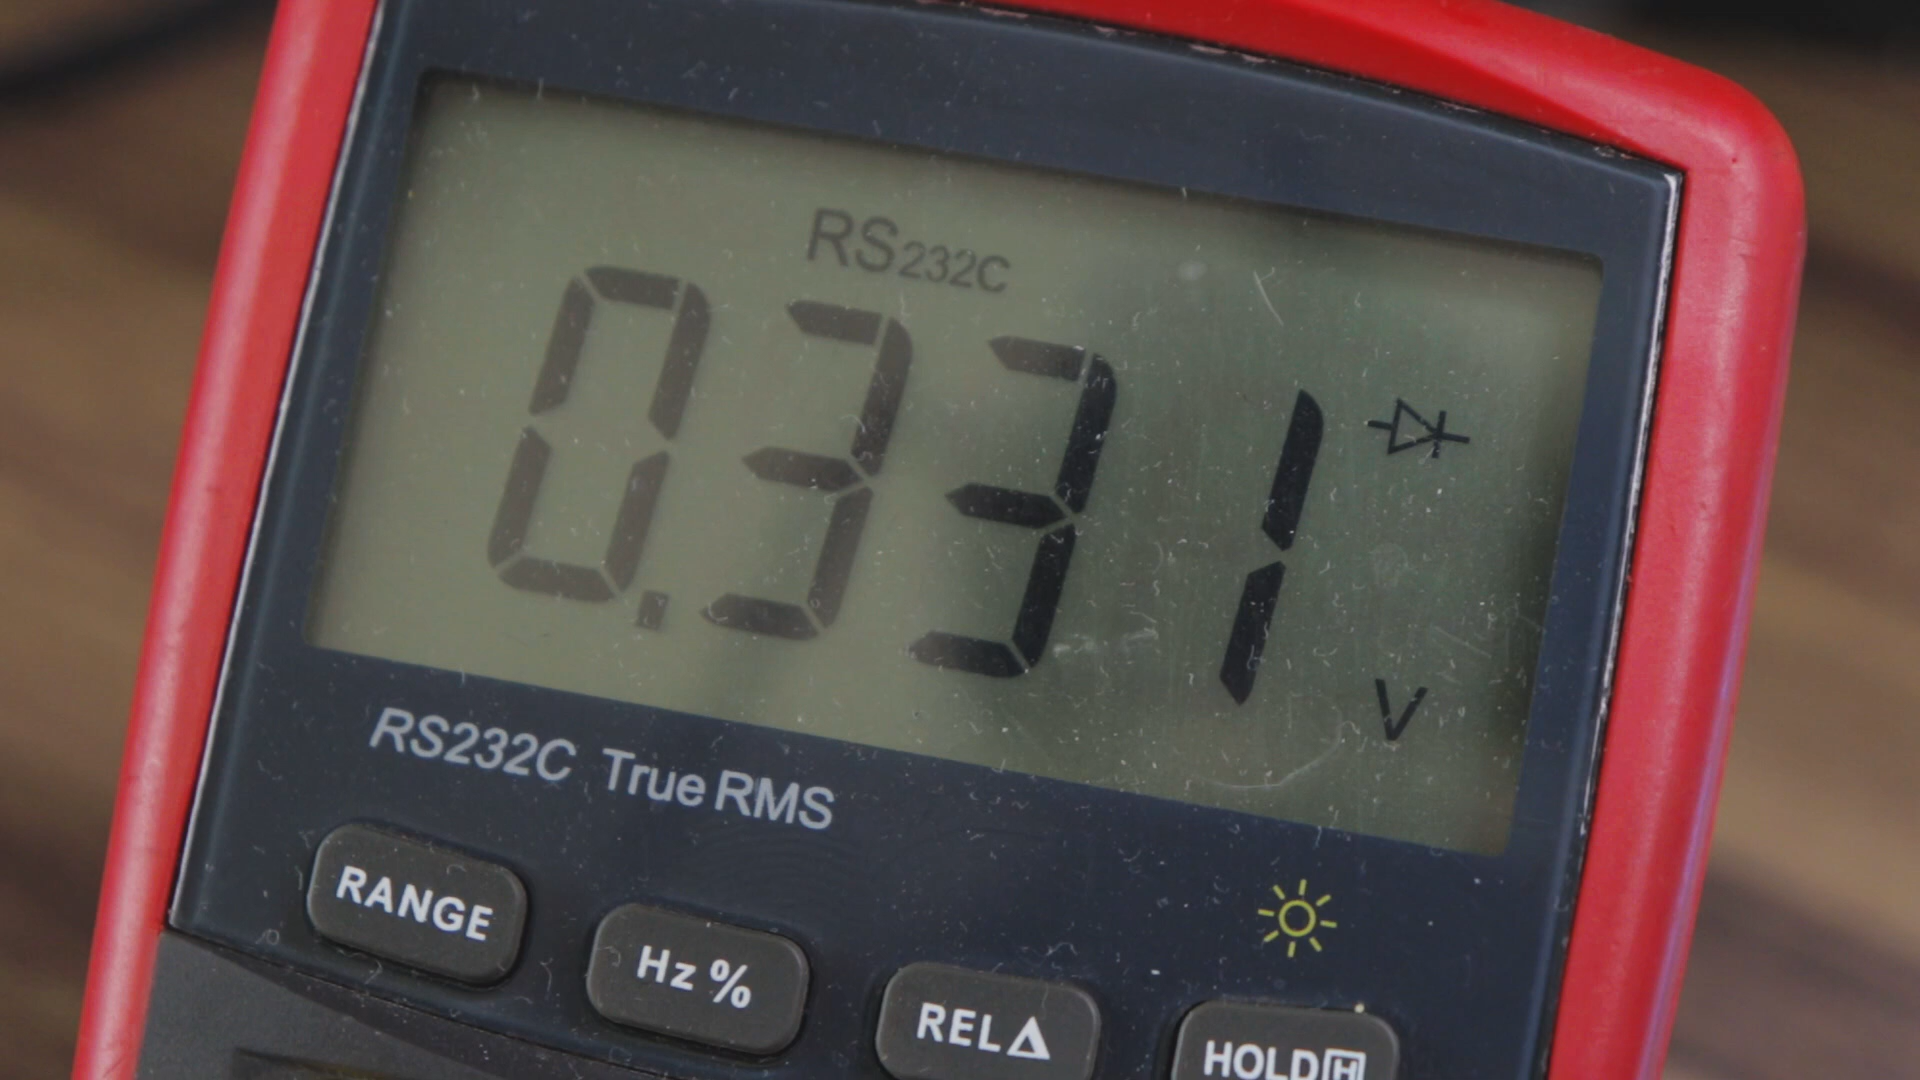 RS232C
0.331
V
RS232C True RMS
RANGE
Hz %
REL△
HOLD H